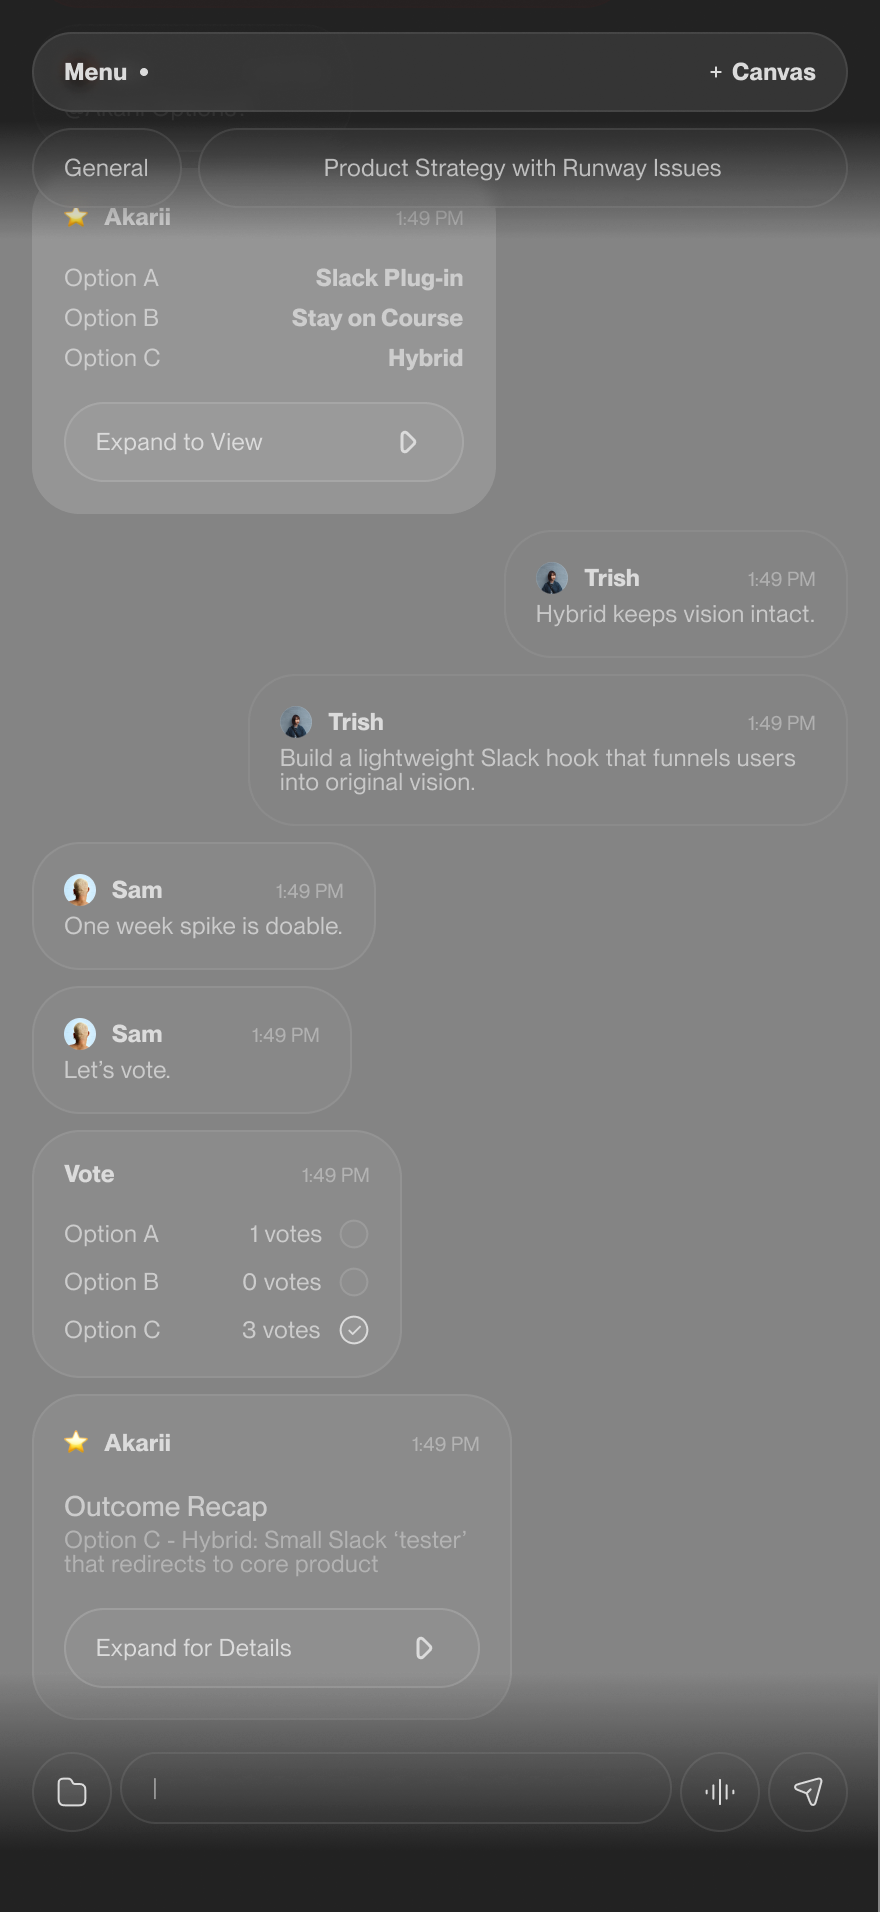 Menu •
+ Canvas
@Akarii Options?
General
Product Strategy with Runway Issues
Akarii 1:49 PM
Option A Slack Plug-in
Option B Stay on Course
Option C Hybrid
Expand to View
Trish 1:49 PM
Hybrid keeps vision intact.
Trish 1:49 PM
Build a lightweight Slack hook that funnels users
into original vision.
Sam 1:49 PM
One week spike is doable.
Sam 1:49 PM
Let’s vote.
Vote 1:49 PM
Option A 1 votes
Option B 0 votes
Option C 3 votes
Akarii 1:49 PM
Outcome Recap
Option C - Hybrid: Small Slack ‘tester’
that redirects to core product
Expand for Details